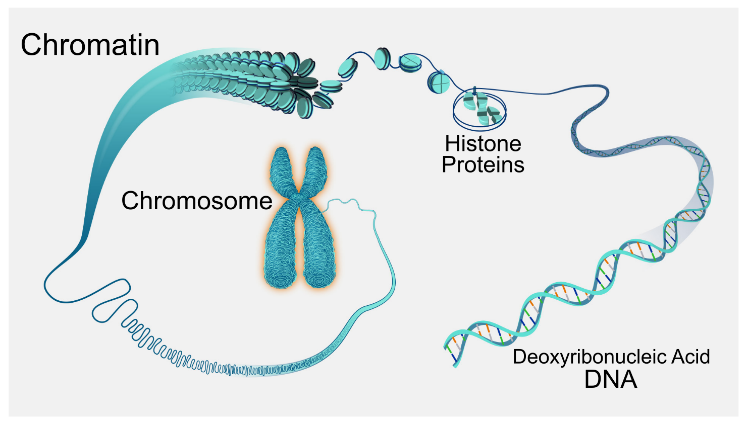 Chromatin
Chromosome
Histone
Proteins
Deoxyribonucleic Acid
DNA